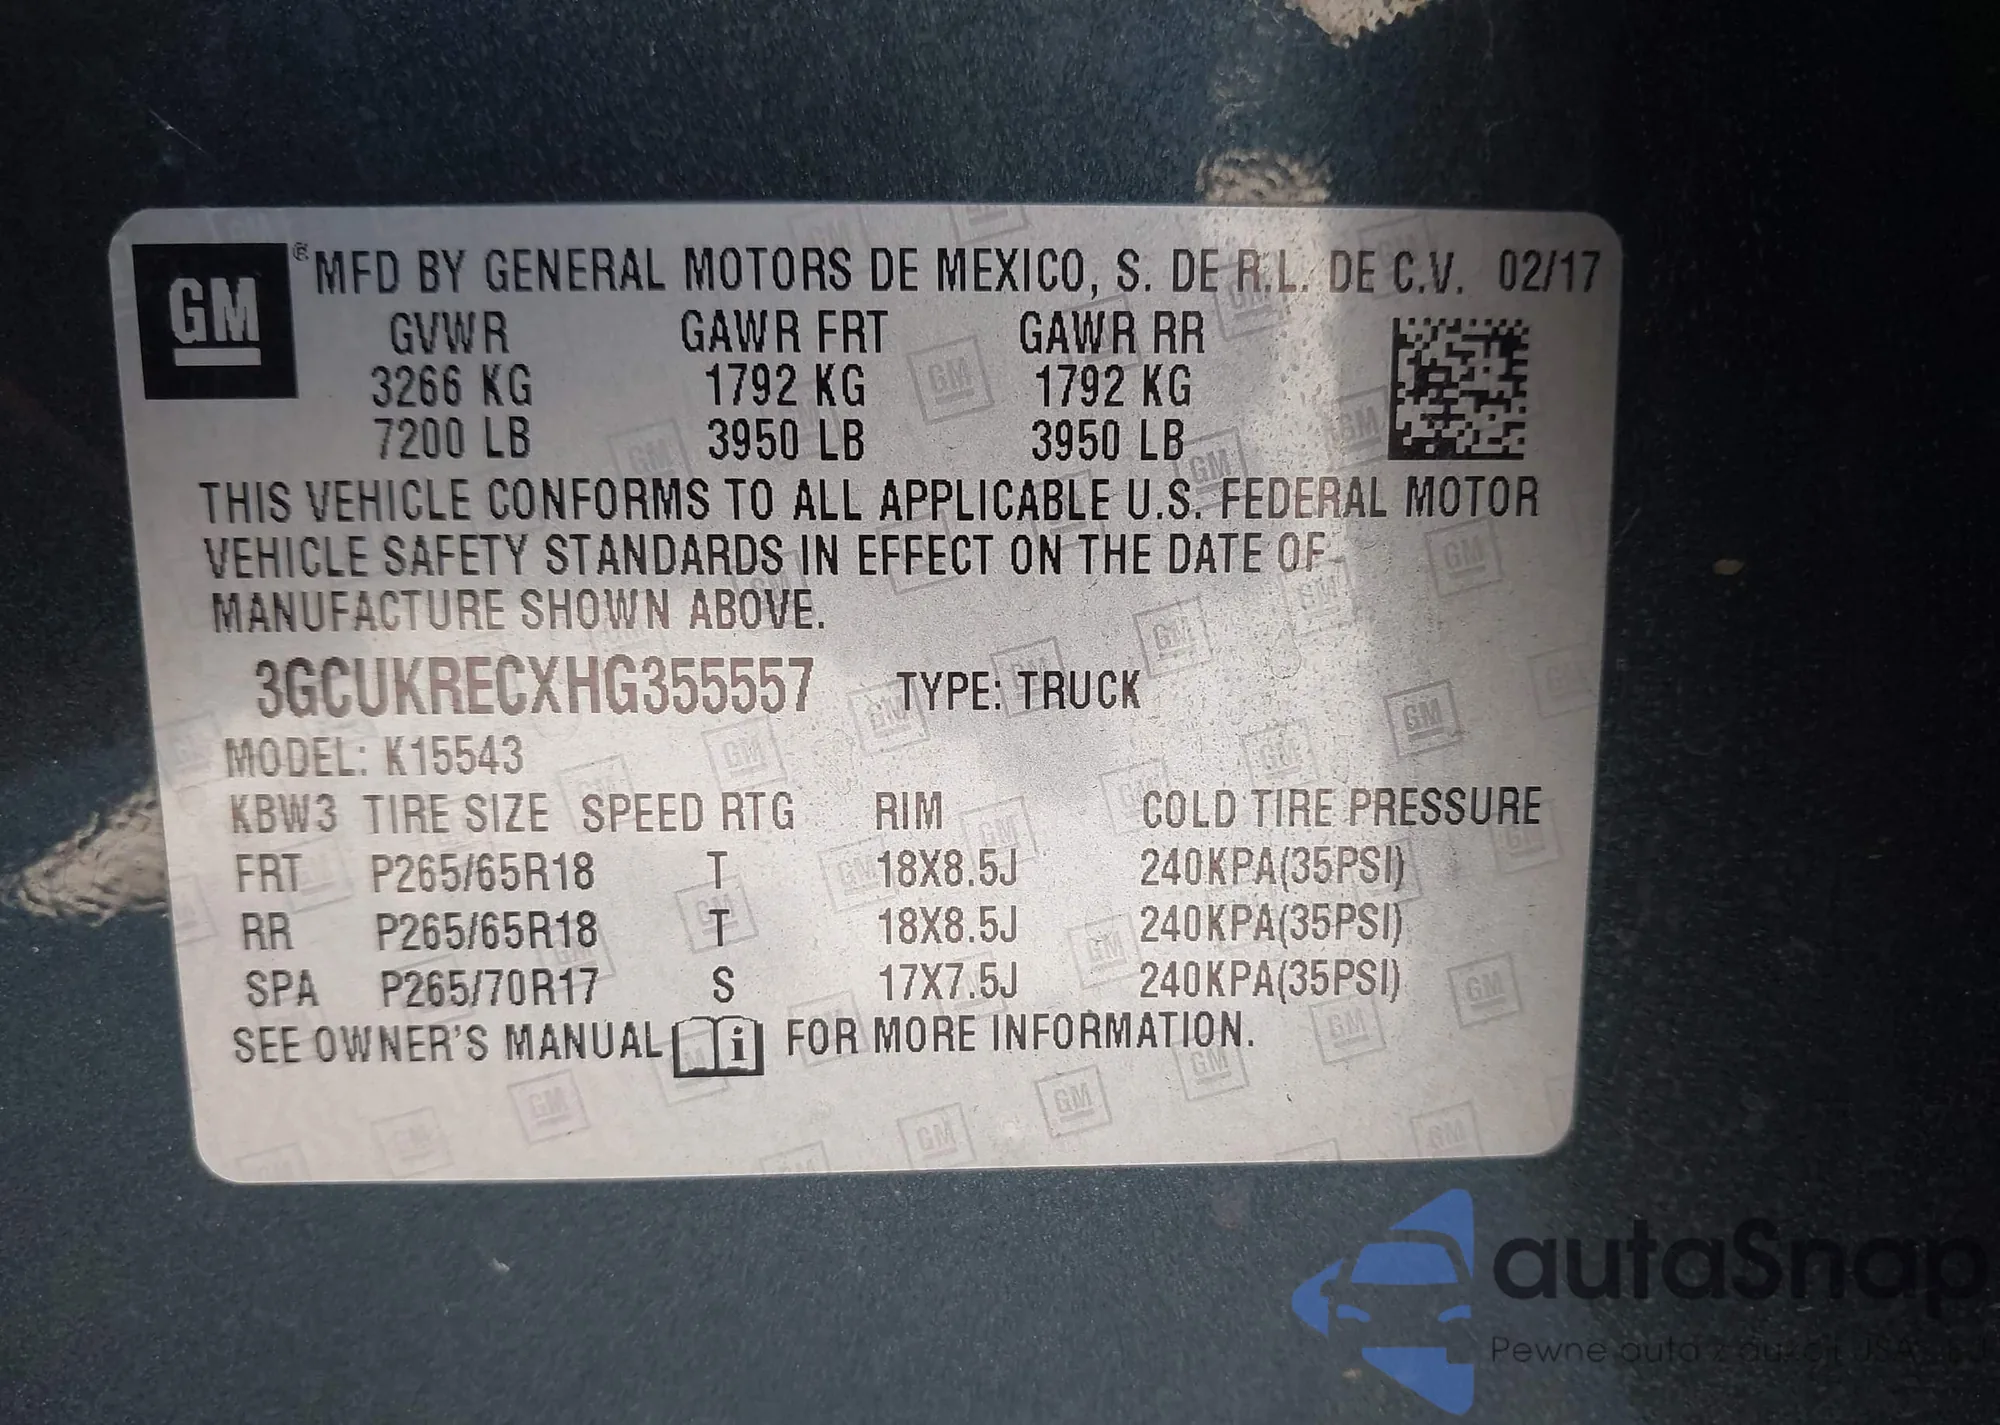 GM ® MFD BY GENERAL MOTORS DE MEXICO, S. DE R.L. DE C.V. 02/17
GVWR GAWR FRT GAWR RR
3266 KG 1792 KG 1792 KG
7200 LB 3950 LB 3950 LB
THIS VEHICLE CONFORMS TO ALL APPLICABLE U.S. FEDERAL MOTOR
VEHICLE SAFETY STANDARDS IN EFFECT ON THE DATE OF
MANUFACTURE SHOWN ABOVE.
3GCUKRECXHG355557 TYPE: TRUCK
MODEL: K15543
KBW3 TIRE SIZE SPEED RTG RIM COLD TIRE PRESSURE
FRT P265/65R18 T 18X8.5J 240KPA(35PSI)
RR P265/65R18 T 18X8.5J 240KPA(35PSI)
SPA P265/70R17 S 17X7.5J 240KPA(35PSI)
SEE OWNER'S MANUAL i FOR MORE INFORMATION.
autaSnap
Pewne auta z aukcji USA